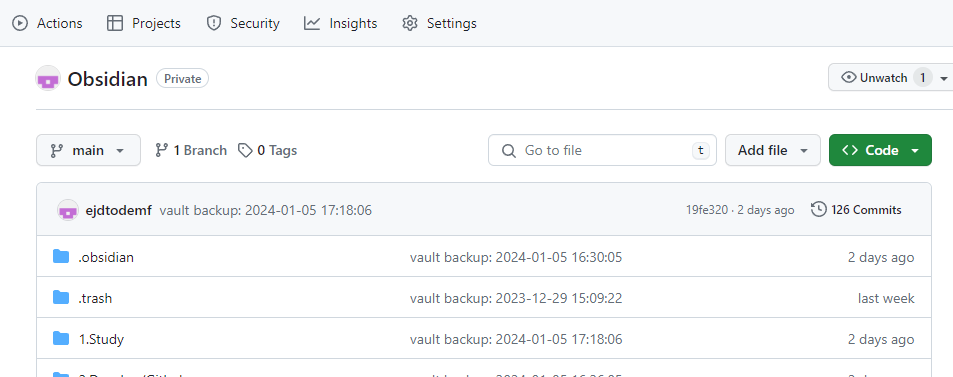 Actions Projects Security Insights Settings
Obsidian Private Unwatch 1
main 1 Branch 0 Tags Go to file t Add file Code
ejdtodemf vault backup: 2024-01-05 17:18:06 19fe320 · 2 days ago 126 Commits
.obsidian vault backup: 2024-01-05 16:30:05 2 days ago
.trash vault backup: 2023-12-29 15:09:22 last week
1.Study vault backup: 2024-01-05 17:18:06 2 days ago